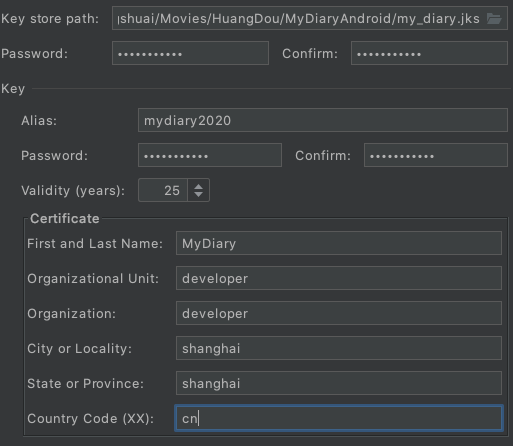 Key store path: gshuai/Movies/HuangDou/MyDiaryAndroid/my_diary.jks
Password: ••••••••••• Confirm: •••••••••••
Key
Alias: mydiary2020
Password: ••••••••••• Confirm: •••••••••••
Validity (years): 25
Certificate
First and Last Name: MyDiary
Organizational Unit: developer
Organization: developer
City or Locality: shanghai
State or Province: shanghai
Country Code (XX): cn